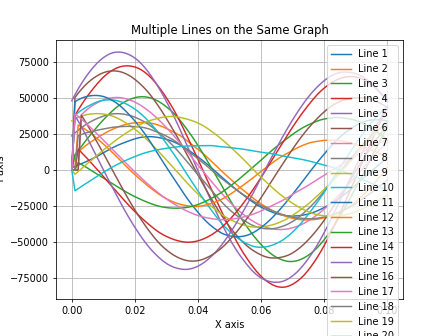 Multiple Lines on the Same Graph
75000
50000
25000
0
−25000
−50000
−75000
0.00
0.02
0.04
0.06
X axis
Line 1
Line 2
Line 3
Line 4
Line 5
Line 6
Line 7
Line 8
Line 9
Line 10
Line 11
Line 12
Line 13
Line 14
Line 15
Line 16
Line 17
Line 18
Line 19
Line 20